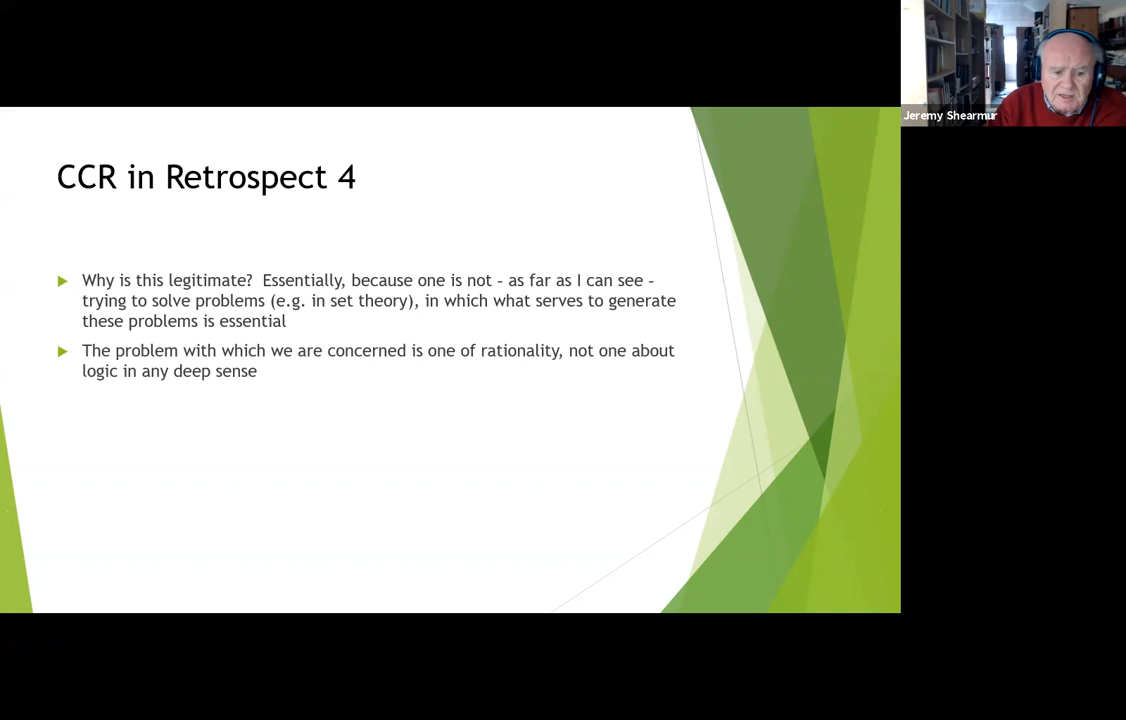 Jeremy Shearmur
CCR in Retrospect 4
Why is this legitimate?  Essentially, because one is not – as far as I can see –
trying to solve problems (e.g. in set theory), in which what serves to generate
these problems is essential
The problem with which we are concerned is one of rationality, not one about
logic in any deep sense